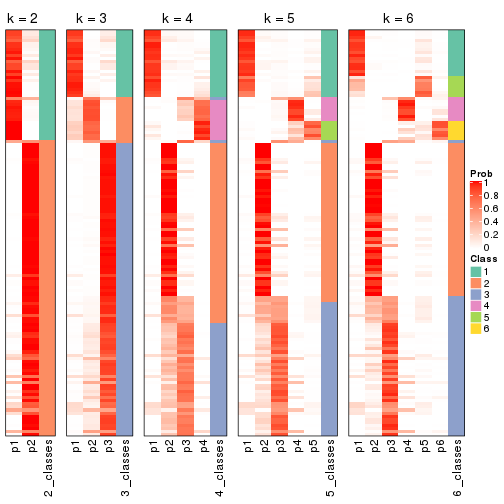 k = 2
k = 3
k = 4
k = 5
k = 6
Prob
1
0.8
0.6
0.4
0.2
0
Class
1
2
3
4
5
6
p1
p2
2_classes
p1
p2
p3
3_classes
p1
p2
p3
p4
4_classes
p1
p2
p3
p4
p5
5_classes
p1
p2
p3
p4
p5
p6
6_classes